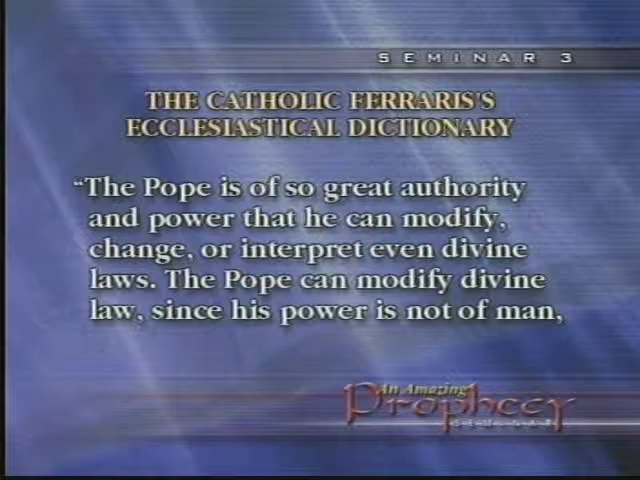 SEMINAR 3
THE CATHOLIC FERRARIS'S
ECCLESIASTICAL DICTIONARY
“The Pope is of so great authority
and power that he can modify,
change, or interpret even divine
laws. The Pope can modify divine
law, since his power is not of man,
An Amazing
Prophecy
SEMINAR